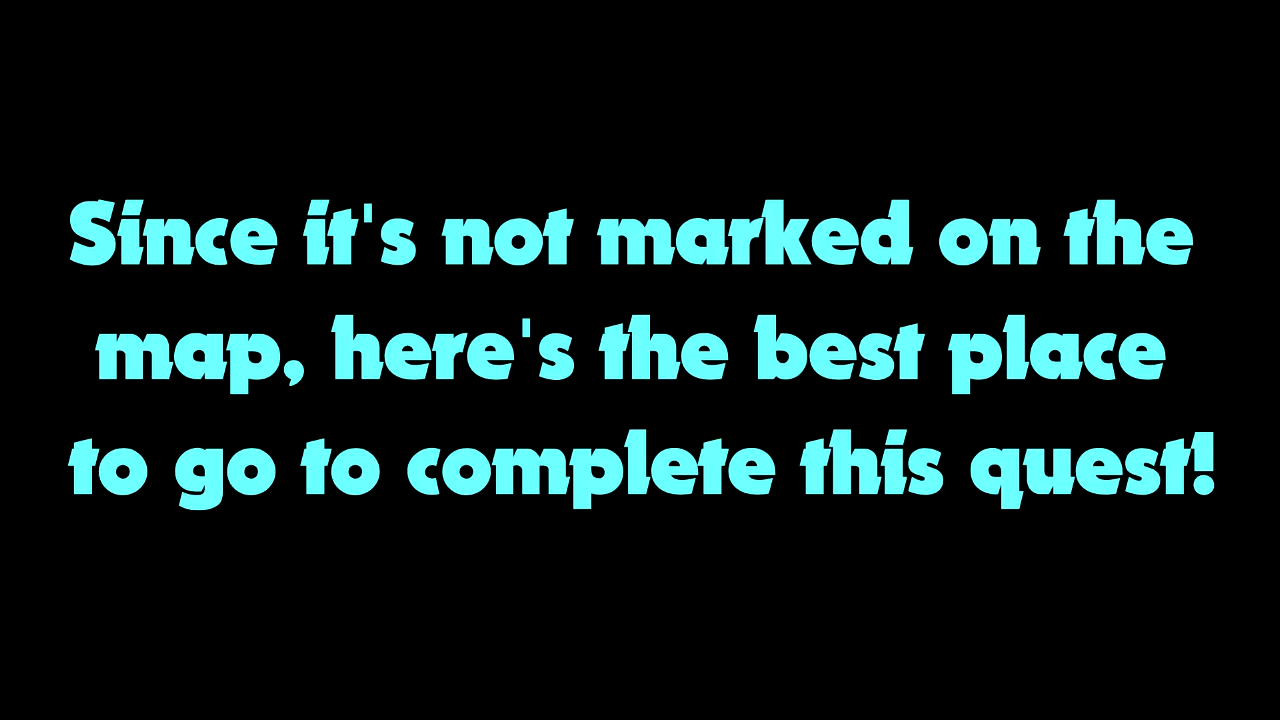 Since it's not marked on the
map, here's the best place
to go to complete this quest!